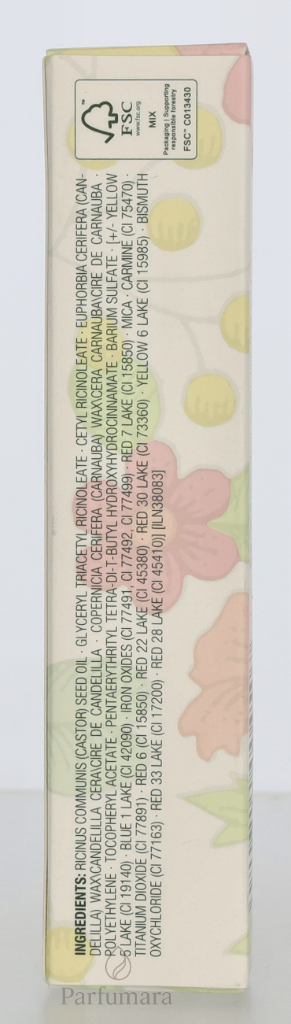 FSC
www.fsc.org
MIX
Packaging | Supporting
responsible forestry
FSC™ C013430
INGREDIENTS: RICINUS COMMUNIS (CASTOR) SEED OIL · GLYCERYL TRIACETYL RICINOLEATE · CETYL RICINOLEATE · EUPHORBIA CERIFERA (CAN-
DELILLA) WAX\CANDELILLA CERA\CIRE DE CANDELILLA · COPERNICIA CERIFERA (CARNAUBA) WAX\CERA CARNAUBA\CIRE DE CARNAUBA ·
POLYETHYLENE · TOCOPHERYL ACETATE · PENTAERYTHRITYL TETRA-DI-T-BUTYL HYDROXYHYDROCINNAMATE · BARIUM SULFATE · [+/- YELLOW
5 LAKE (CI 19140) · BLUE 1 LAKE (CI 42090) · IRON OXIDES (CI 77491, CI 77492, CI 77499) · RED 7 LAKE (CI 15850) · MICA · CARMINE (CI 75470) ·
TITANIUM DIOXIDE (CI 77891) · RED 6 (CI 15850) · RED 22 LAKE (CI 45380) · RED 30 LAKE (CI 73360) · YELLOW 6 LAKE (CI 15985) · BISMUTH
OXYCHLORIDE (CI 77163) · RED 33 LAKE (CI 17200) · RED 28 LAKE (CI 45410)] [ILN38083]
Parfumara